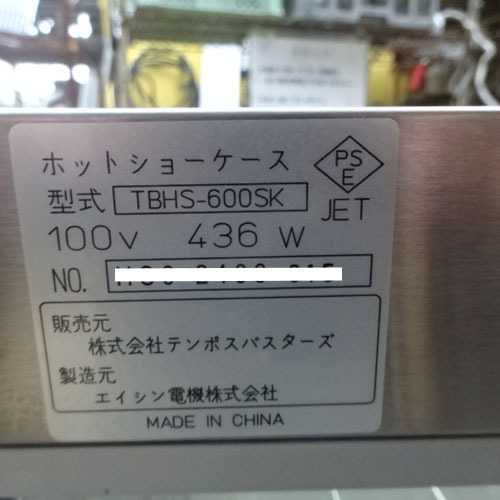 ホットショーケース
PS
E
型式 TBHS-600SK
JET
100V 436 W
NO.
販売元
株式会社テンポスバスターズ
製造元
エイシン電機株式会社
MADE IN CHINA